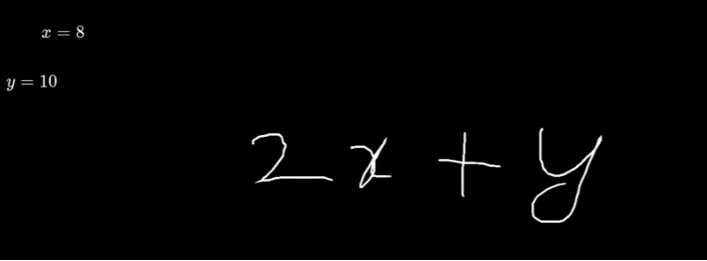 x = 8
y = 10
2x + y